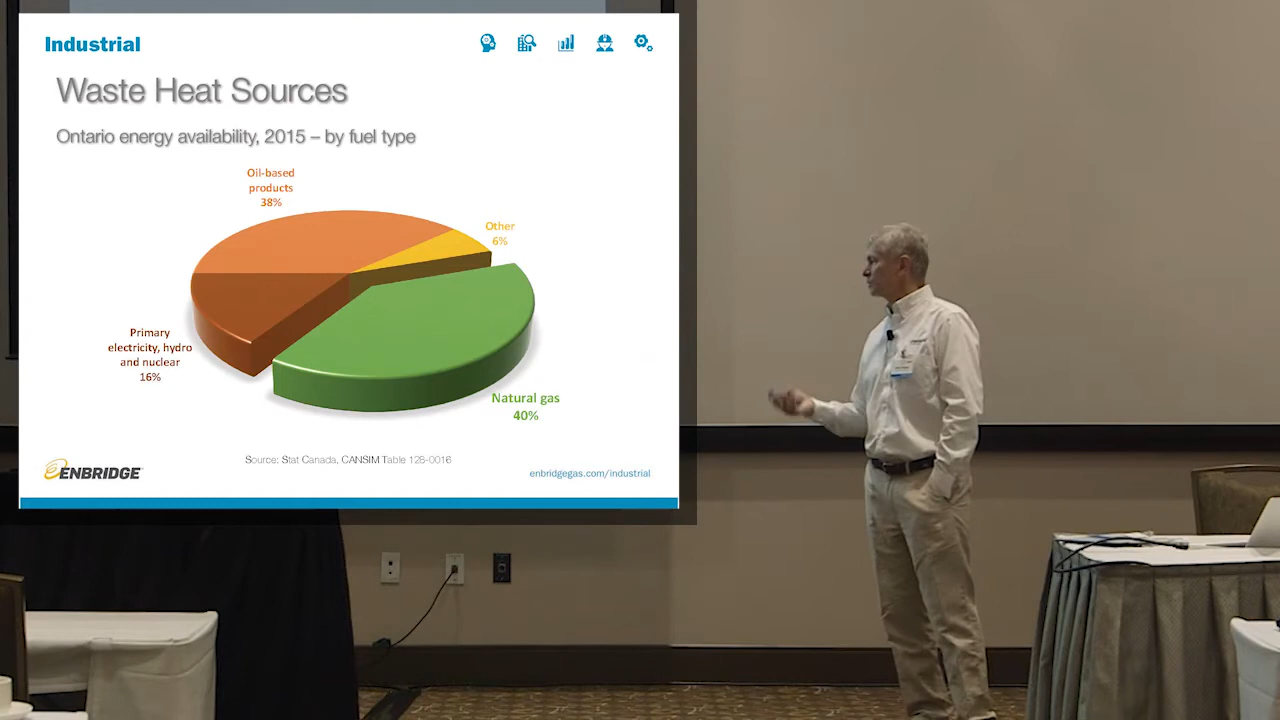 Industrial
Waste Heat Sources
Ontario energy availability, 2015 – by fuel type
Oil-based
products
38%
Other
6%
Primary
electricity, hydro
and nuclear
16%
Natural gas
40%
Source: Stat Canada, CANSIM Table 128-0016
ENBRIDGE
enbridgegas.com/industrial